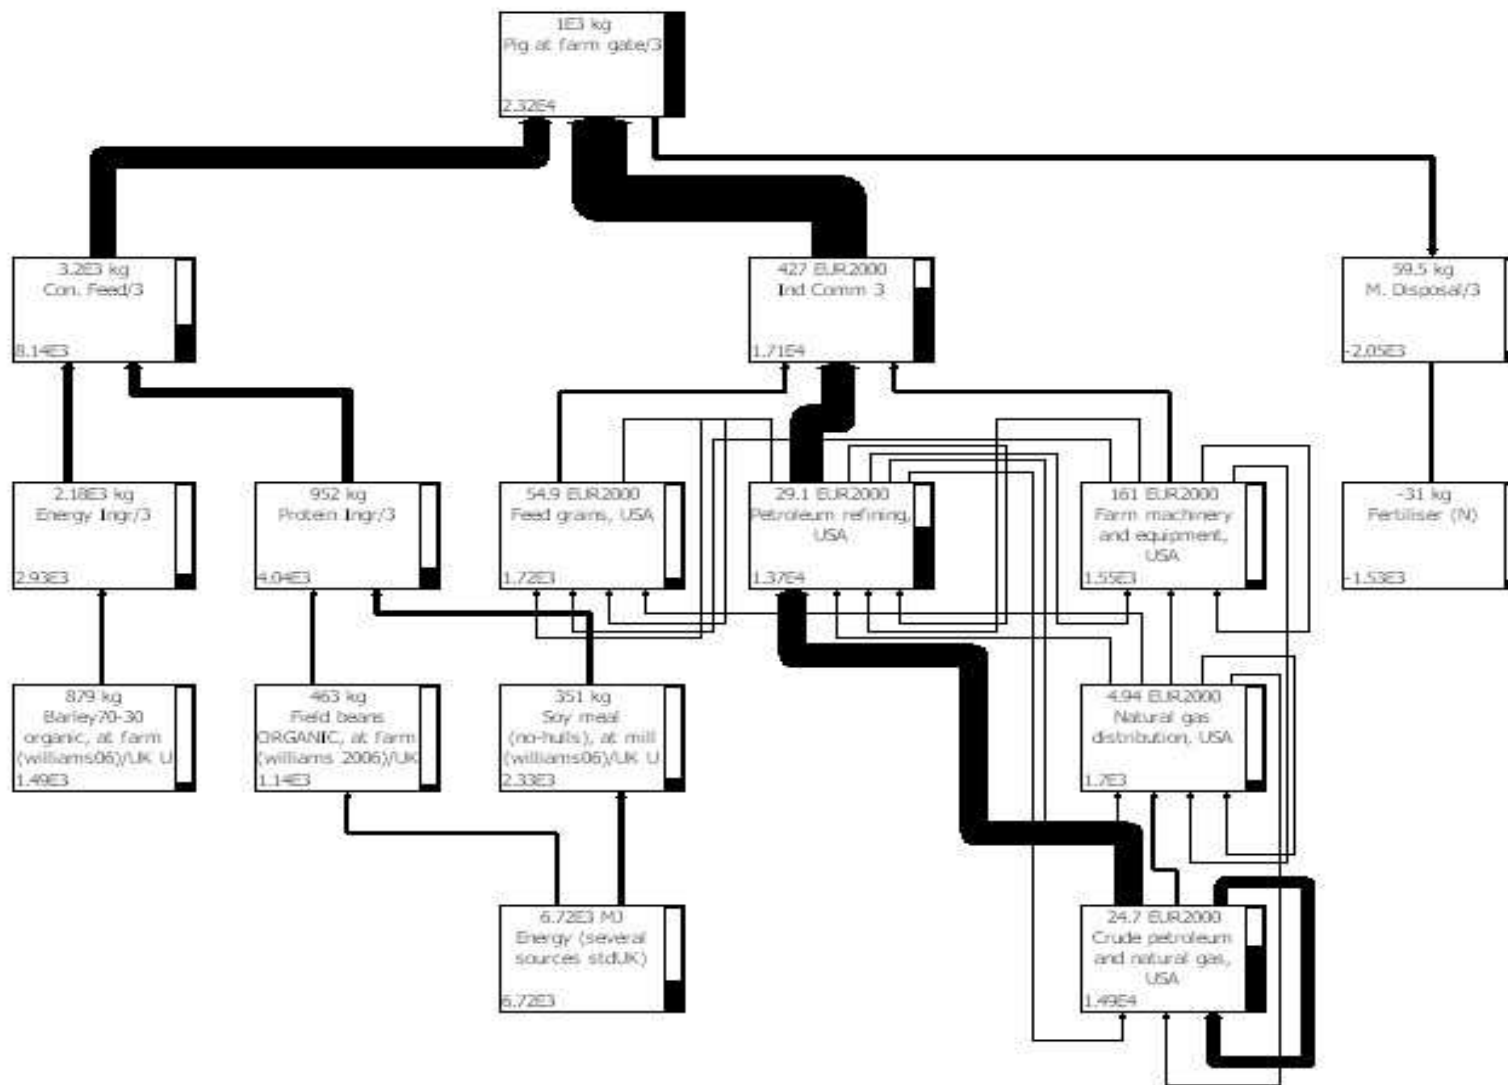 1E3 kg
Pig at farm gate/3
2.32E4
3.2E3 kg
Con. Feed/3
8.14E3
427 EUR2000
Ind Comm 3
1.71E4
59.5 kg
M. Disposal/3
-2.05E3
2.18E3 kg
Energy Ingr/3
2.93E3
952 kg
Protein Ingr/3
4.04E3
54.9 EUR2000
Feed grains, USA
1.72E3
29.1 EUR2000
Petroleum refining,
USA
1.37E4
161 EUR2000
Farm machinery
and equipment,
USA
1.55E3
-31 kg
Fertiliser (N)
-1.53E3
879 kg
Barley70-30
organic, at farm
(williams06)/UK U
1.49E3
463 kg
Field beans
ORGANIC, at farm
(williams 2006)/UK
1.14E3
351 kg
Soy meal
(no-hulls), at mill
(williams06)/UK U
2.33E3
4.94 EUR2000
Natural gas
distribution, USA
1.7E3
6.72E3 MJ
Energy (several
sources stdUK)
6.72E3
24.7 EUR2000
Crude petroleum
and natural gas,
USA
1.49E4